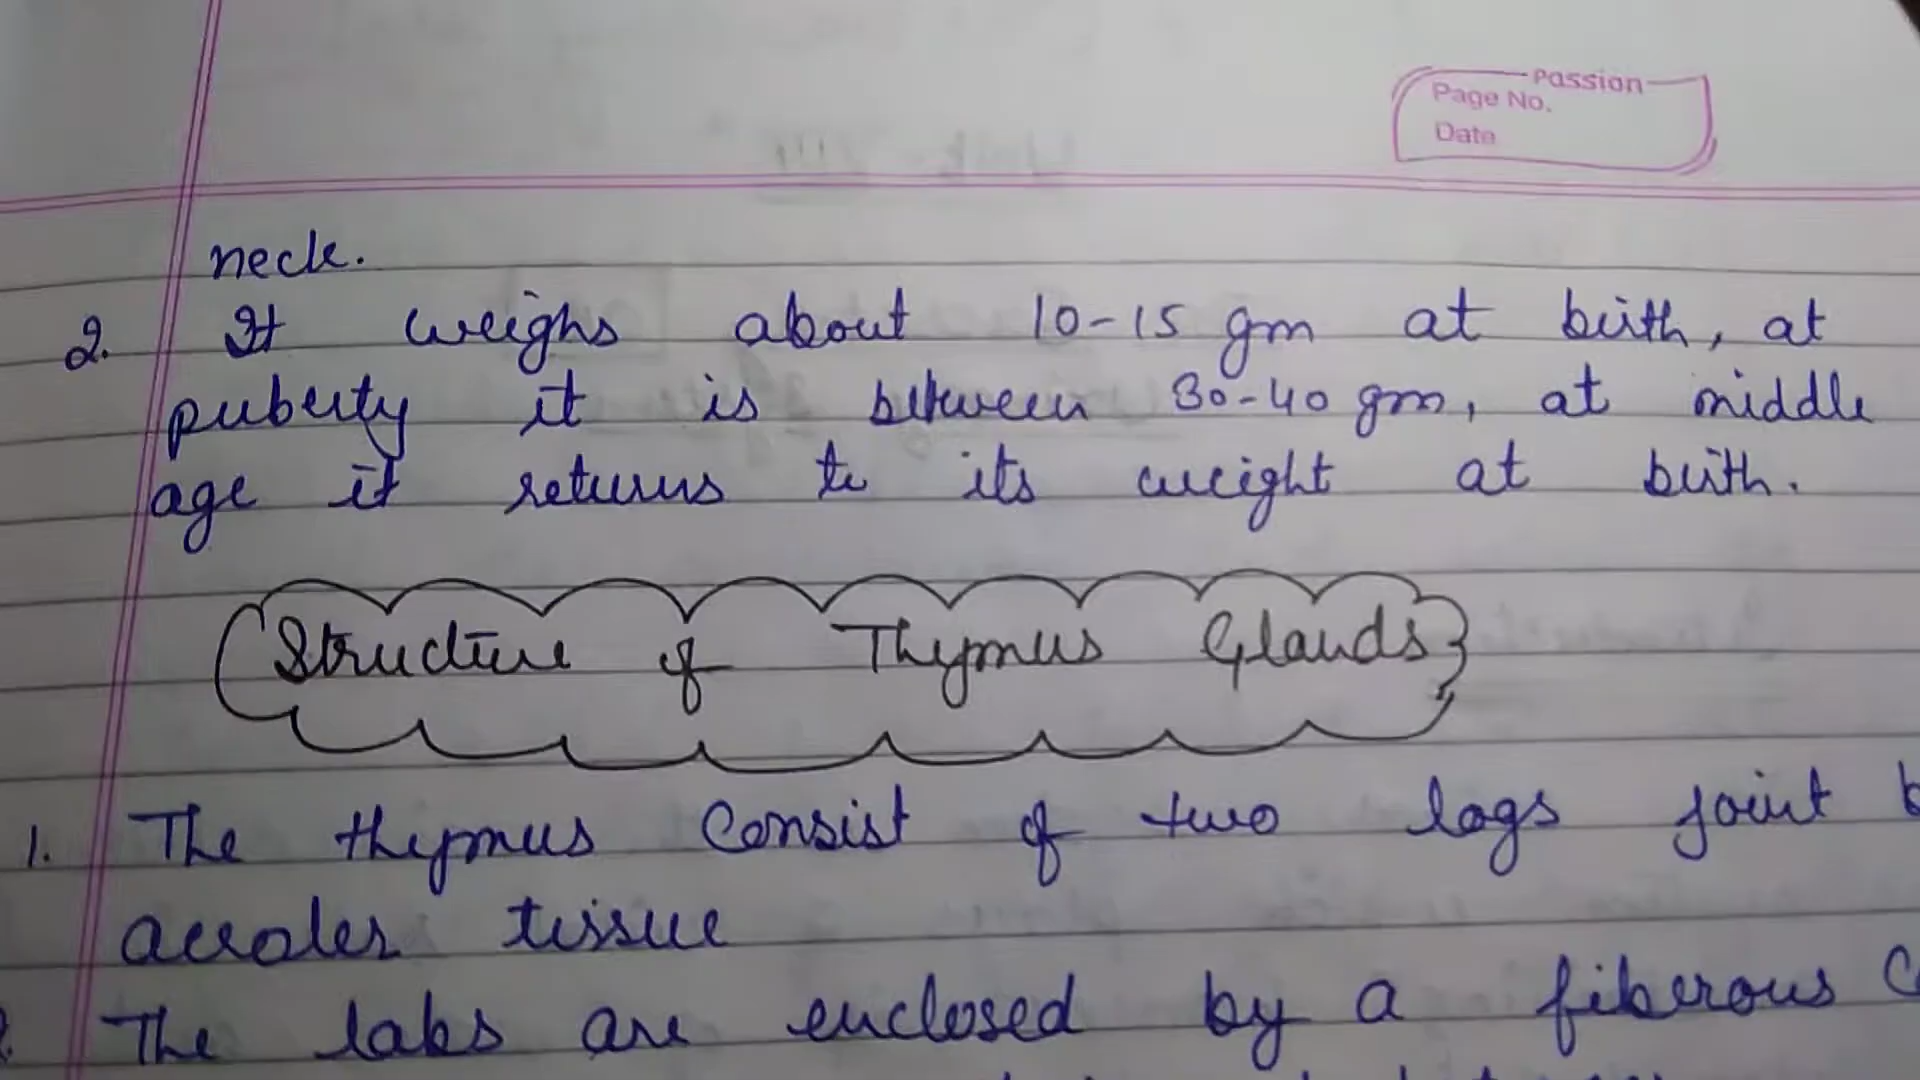 Passion
Page No.
Date
neck.
2. It weighs about 10-15 gm at birth, at
puberty it is between 30-40 gm, at middle
age it returns to its weight at birth.
Structure of Thymus Glands
1. The thymus Consist of two logs joint
aeroler tissue
The labs are enclosed by a fiberous